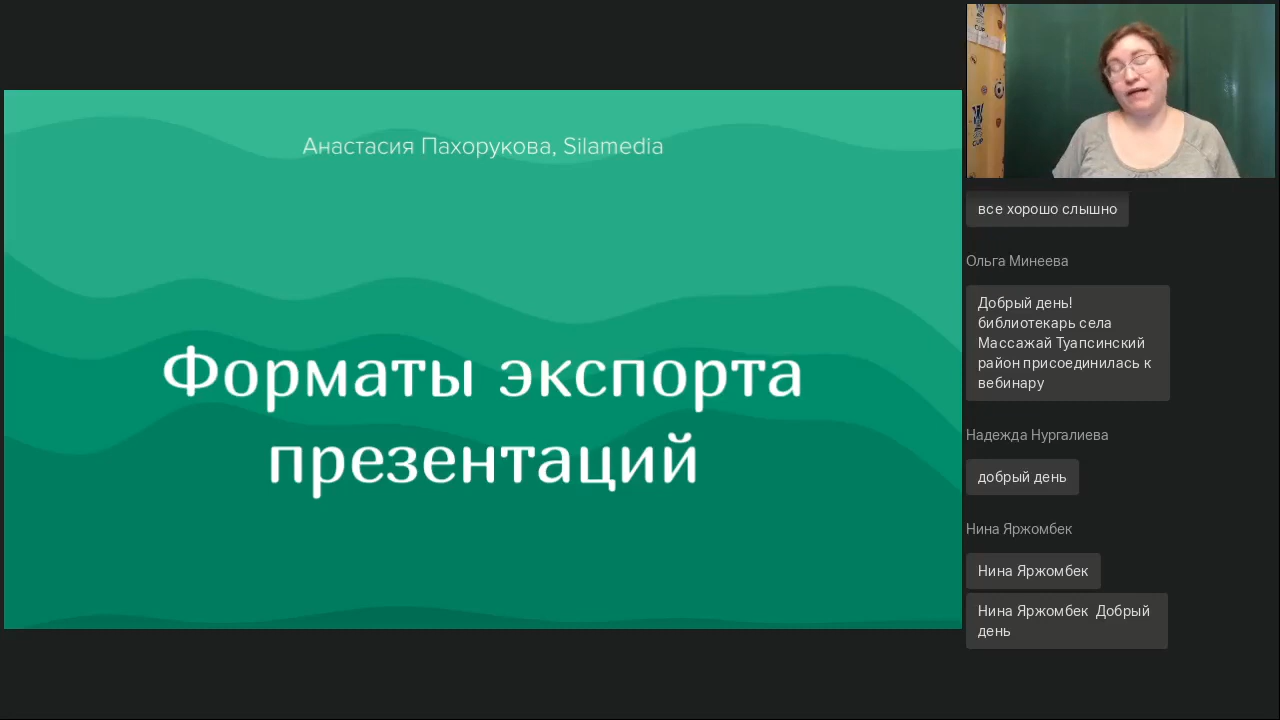 Анастасия Пахорукова, Silamedia
Форматы экспорта
презентаций
все хорошо слышно
Ольга Минеева
Добрый день!
библиотекарь села
Массажай Туапсинский
район присоединилась к
вебинару
Надежда Нургалиева
добрый день
Нина Яржомбек
Нина Яржомбек
Нина Яржомбек Добрый
день